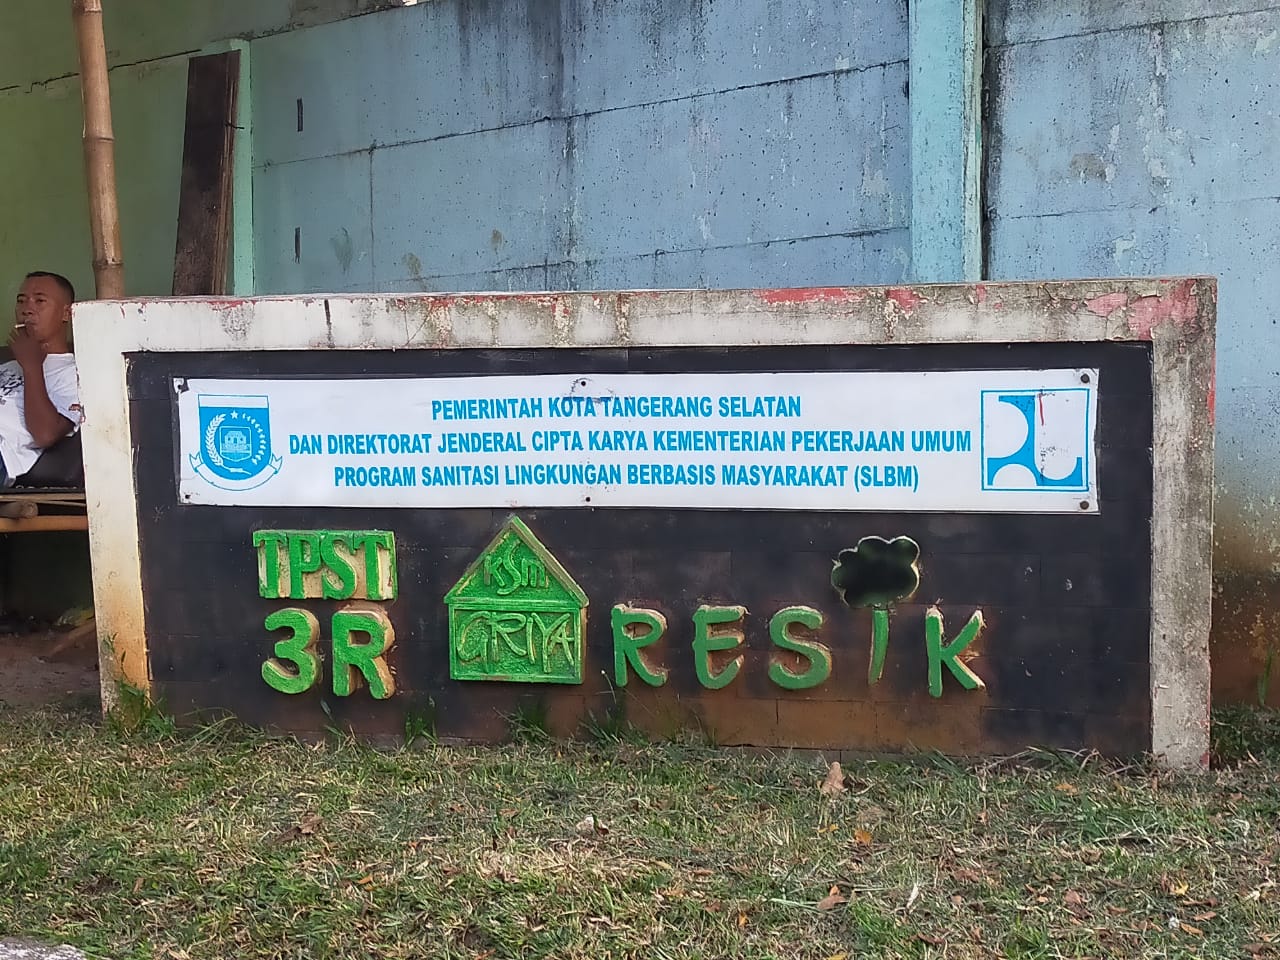 PEMERINTAH KOTA TANGERANG SELATAN
DAN DIREKTORAT JENDERAL CIPTA KARYA KEMENTERIAN PEKERJAAN UMUM
PROGRAM SANITASI LINGKUNGAN BERBASIS MASYARAKAT (SLBM)
TPST
3R
KSM
GRIYA
RESIK